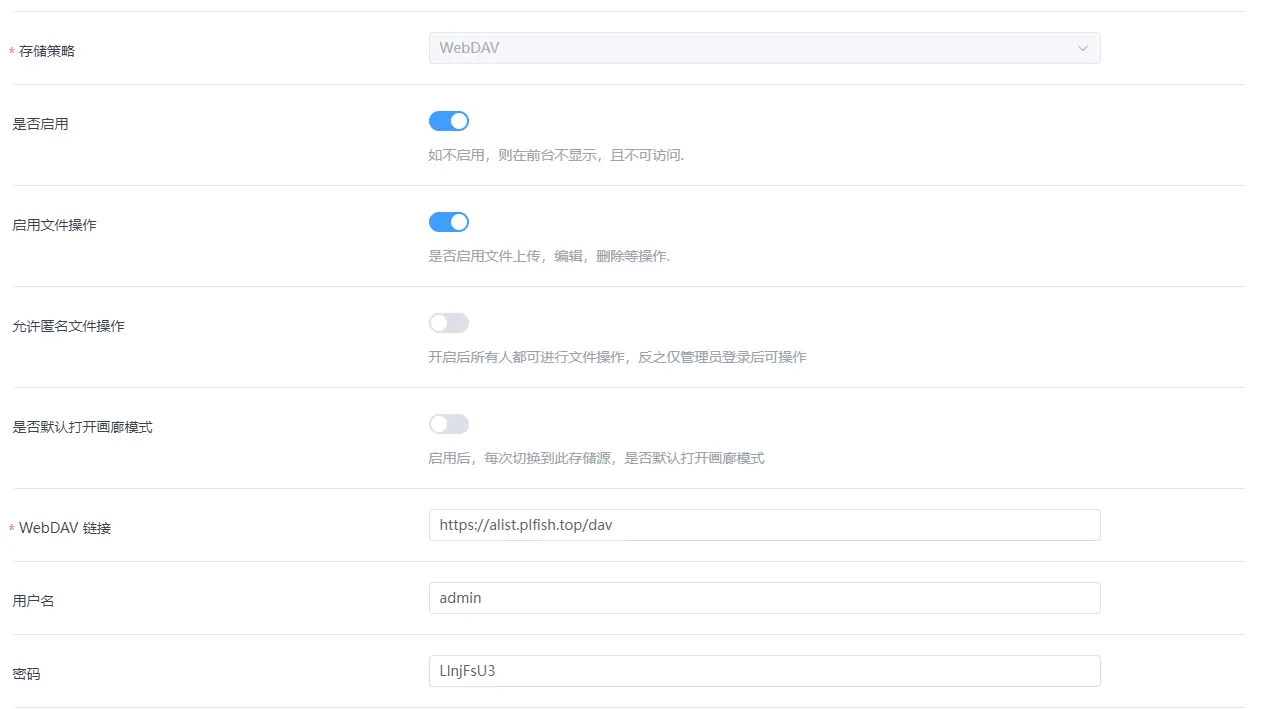 * 存储策略
WebDAV
是否启用
如不启用，则在前台不显示，且不可访问.
启用文件操作
是否启用文件上传，编辑，删除等操作.
允许匿名文件操作
开启后所有人都可进行文件操作，反之仅管理员登录后可操作
是否默认打开画廊模式
启用后，每次切换到此存储源，是否默认打开画廊模式
* WebDAV 链接
https://alist.plfish.top/dav
用户名
admin
密码
LlnjFsU3